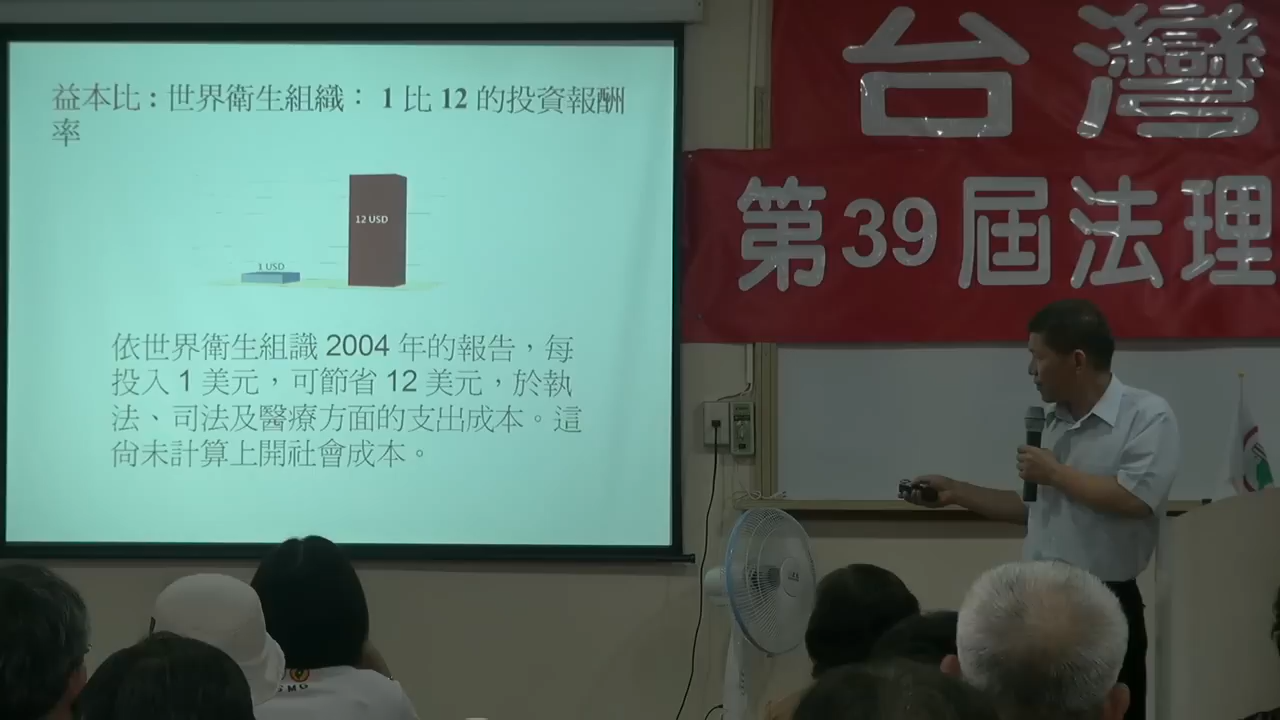 益本比：世界衛生組織： 1 比 12 的投資報酬
率
12 USD
1 USD
依世界衛生組識 2004 年的報告，每
投入 1 美元，可節省 12 美元，於執
法、司法及醫療方面的支出成本。這
尚未計算上開社會成本。
台灣
第39屆法理